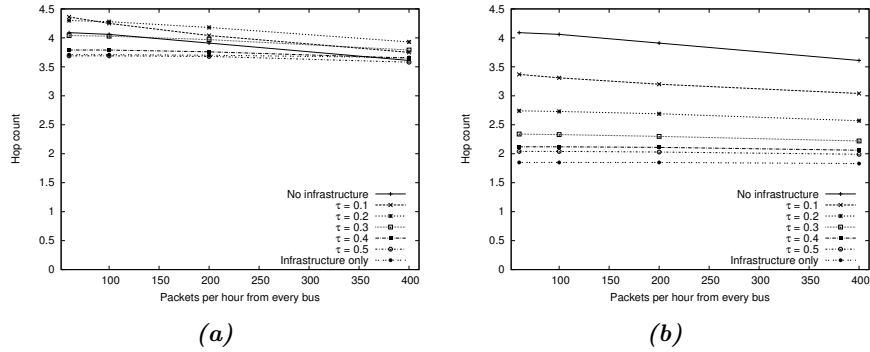 4.5
4
3.5
3
2.5
2
1.5
1
0.5
0
Hop count
100 150 200 250 300 350 400
Packets per hour from every bus
No infrastructure
τ = 0.1
τ = 0.2
τ = 0.3
τ = 0.4
τ = 0.5
Infrastructure only
(a)
4.5
4
3.5
3
2.5
2
1.5
1
0.5
0
Hop count
100 150 200 250 300 350 400
Packets per hour from every bus
No infrastructure
τ = 0.1
τ = 0.2
τ = 0.3
τ = 0.4
τ = 0.5
Infrastructure only
(b)